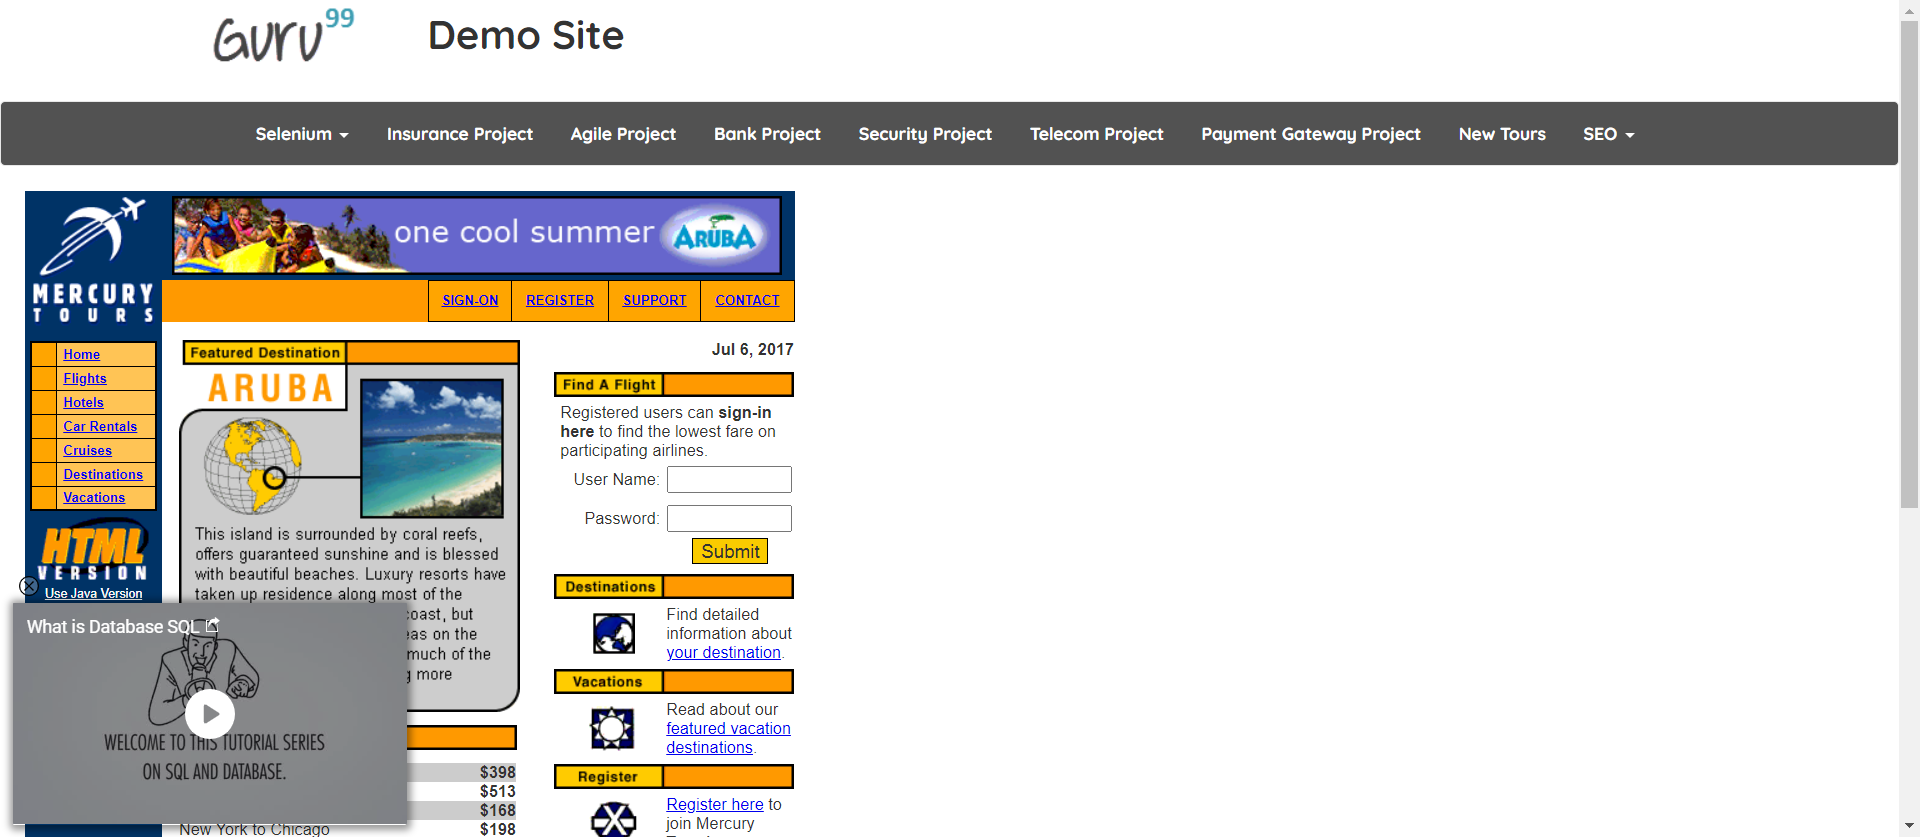 Guru99
Demo Site
Selenium
Insurance Project
Agile Project
Bank Project
Security Project
Telecom Project
Payment Gateway Project
New Tours
SEO
one cool summer
ARUBA
MERCURY
TOURS
SIGN-ON
REGISTER
SUPPORT
CONTACT
Home
Flights
Hotels
Car Rentals
Cruises
Destinations
Vacations
HTML
VERSION
Use Java Version
Featured Destination
ARUBA
This island is surrounded by coral reefs,
offers guaranteed sunshine and is blessed
with beautiful beaches. Luxury resorts have
taken up residence along most of the
coast, but
on the
much of the
more
What is Database SQL
WELCOME TO THIS TUTORIAL SERIES
ON SQL AND DATABASE.
$398
$513
$168
New York to Chicago $198
Jul 6, 2017
Find A Flight
Registered users can sign-in
here to find the lowest fare on
participating airlines.
User Name:
Password:
Submit
Destinations
Find detailed
information about
your destination.
Vacations
Read about our
featured vacation
destinations.
Register
Register here to
join Mercury